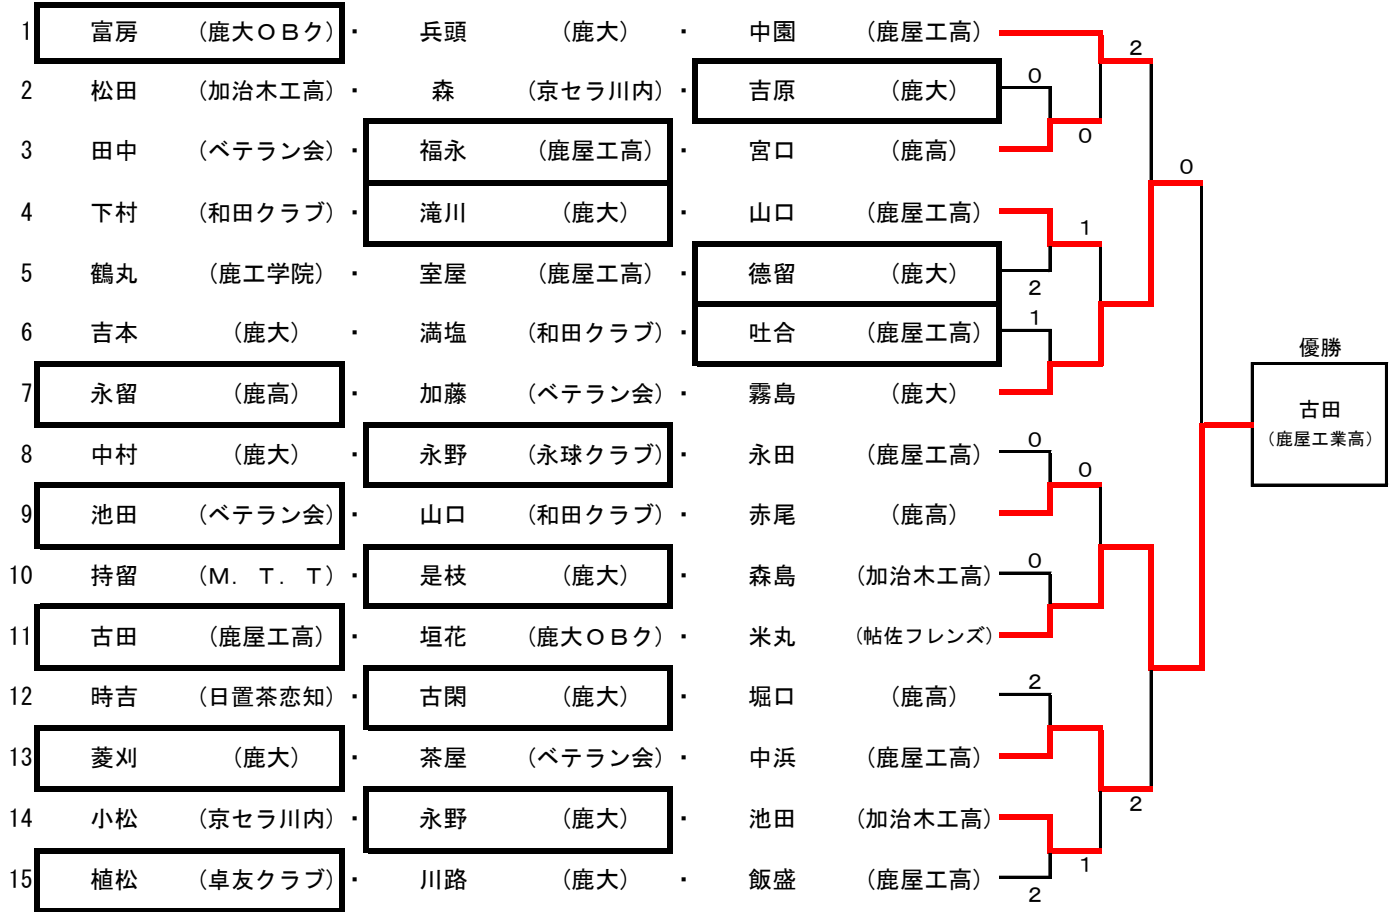 1 富房 (鹿大ＯＢク) ・ 兵頭 (鹿大) ・ 中園 (鹿屋工高)
2
2 松田 (加治木工高) ・ 森 (京セラ川内) ・ 吉原 (鹿大) 0
0
3 田中 (ベテラン会) ・ 福永 (鹿屋工高) ・ 宮口 (鹿高)
0
4 下村 (和田クラブ) ・ 滝川 (鹿大) ・ 山口 (鹿屋工高)
1
5 鶴丸 (鹿工学院) ・ 室屋 (鹿屋工高) ・ 德留 (鹿大)
2
6 吉本 (鹿大) ・ 満塩 (和田クラブ) ・ 吐合 (鹿屋工高) 1
優勝
7 永留 (鹿高) ・ 加藤 (ベテラン会) ・ 霧島 (鹿大)
古田
(鹿屋工業高)
8 中村 (鹿大) ・ 永野 (永球クラブ) ・ 永田 (鹿屋工高) 0
0
9 池田 (ベテラン会) ・ 山口 (和田クラブ) ・ 赤尾 (鹿高)
10 持留 (Ｍ．Ｔ．Ｔ) ・ 是枝 (鹿大) ・ 森島 (加治木工高) 0
11 古田 (鹿屋工高) ・ 垣花 (鹿大ＯＢク) ・ 米丸 (帖佐フレンズ)
12 時吉 (日置茶恋知) ・ 古閑 (鹿大) ・ 堀口 (鹿高) 2
13 菱刈 (鹿大) ・ 茶屋 (ベテラン会) ・ 中浜 (鹿屋工高)
2
14 小松 (京セラ川内) ・ 永野 (鹿大) ・ 池田 (加治木工高)
1
15 植松 (卓友クラブ) ・ 川路 (鹿大) ・ 飯盛 (鹿屋工高)
2